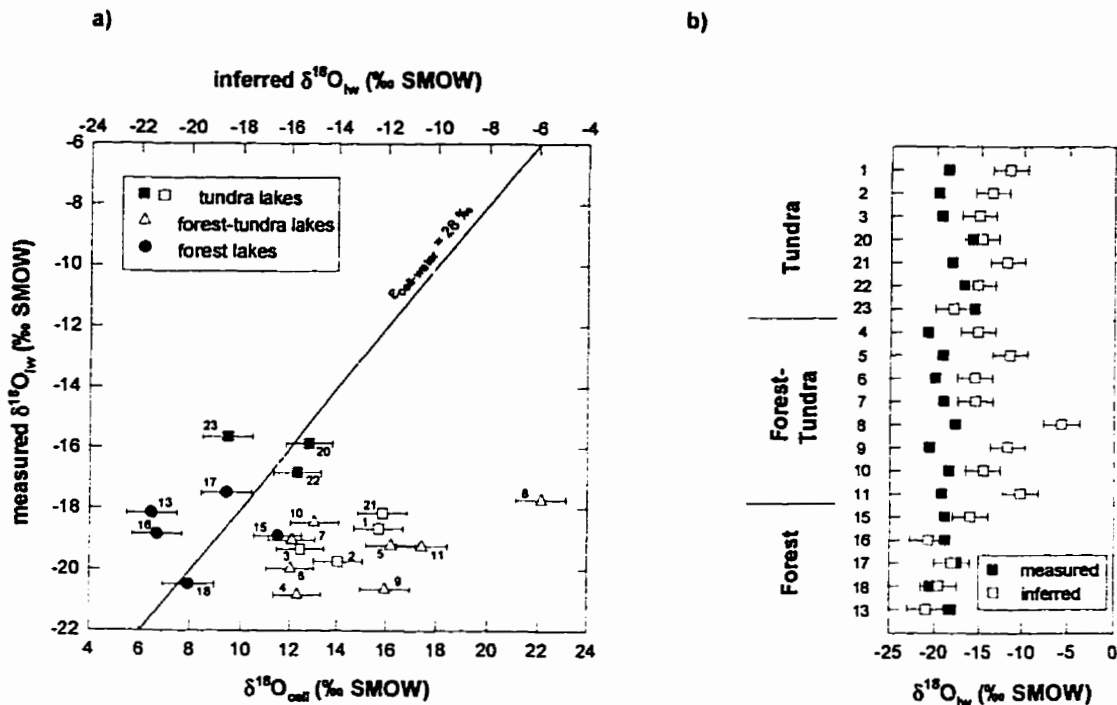 a)
inferred δ¹⁸O_lw (‰ SMOW)
-24 -22 -20 -18 -16 -14 -12 -10 -8 -6 -4
measured δ¹⁸O_lw (‰ SMOW)
-6
-8
-10
-12
-14
-16
-18
-20
-22
tundra lakes
forest-tundra lakes
forest lakes
ε cell-water = 28 ‰
23
20
22
17
13
16
8
21
10
1
15
7
3
5
11
2
6
18
4
9
4 6 8 10 12 14 16 18 20 22 24
δ¹⁸O_cell (‰ SMOW)
b)
Tundra
1
2
3
20
21
22
23
Forest-
Tundra
4
5
6
7
8
9
10
11
Forest
15
16
17
18
13
measured
inferred
-25 -20 -15 -10 -5 0
δ¹⁸O_lw (‰ SMOW)